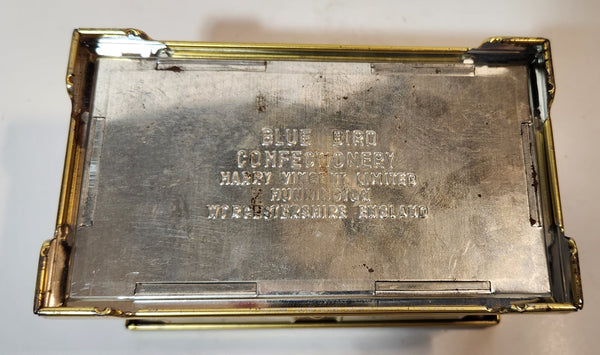 BLUE BIRD
CONFECTIONERY
HARRY VINCENT LIMITED
HUNNINGTON
WORCESTERSHIRE ENGLAND